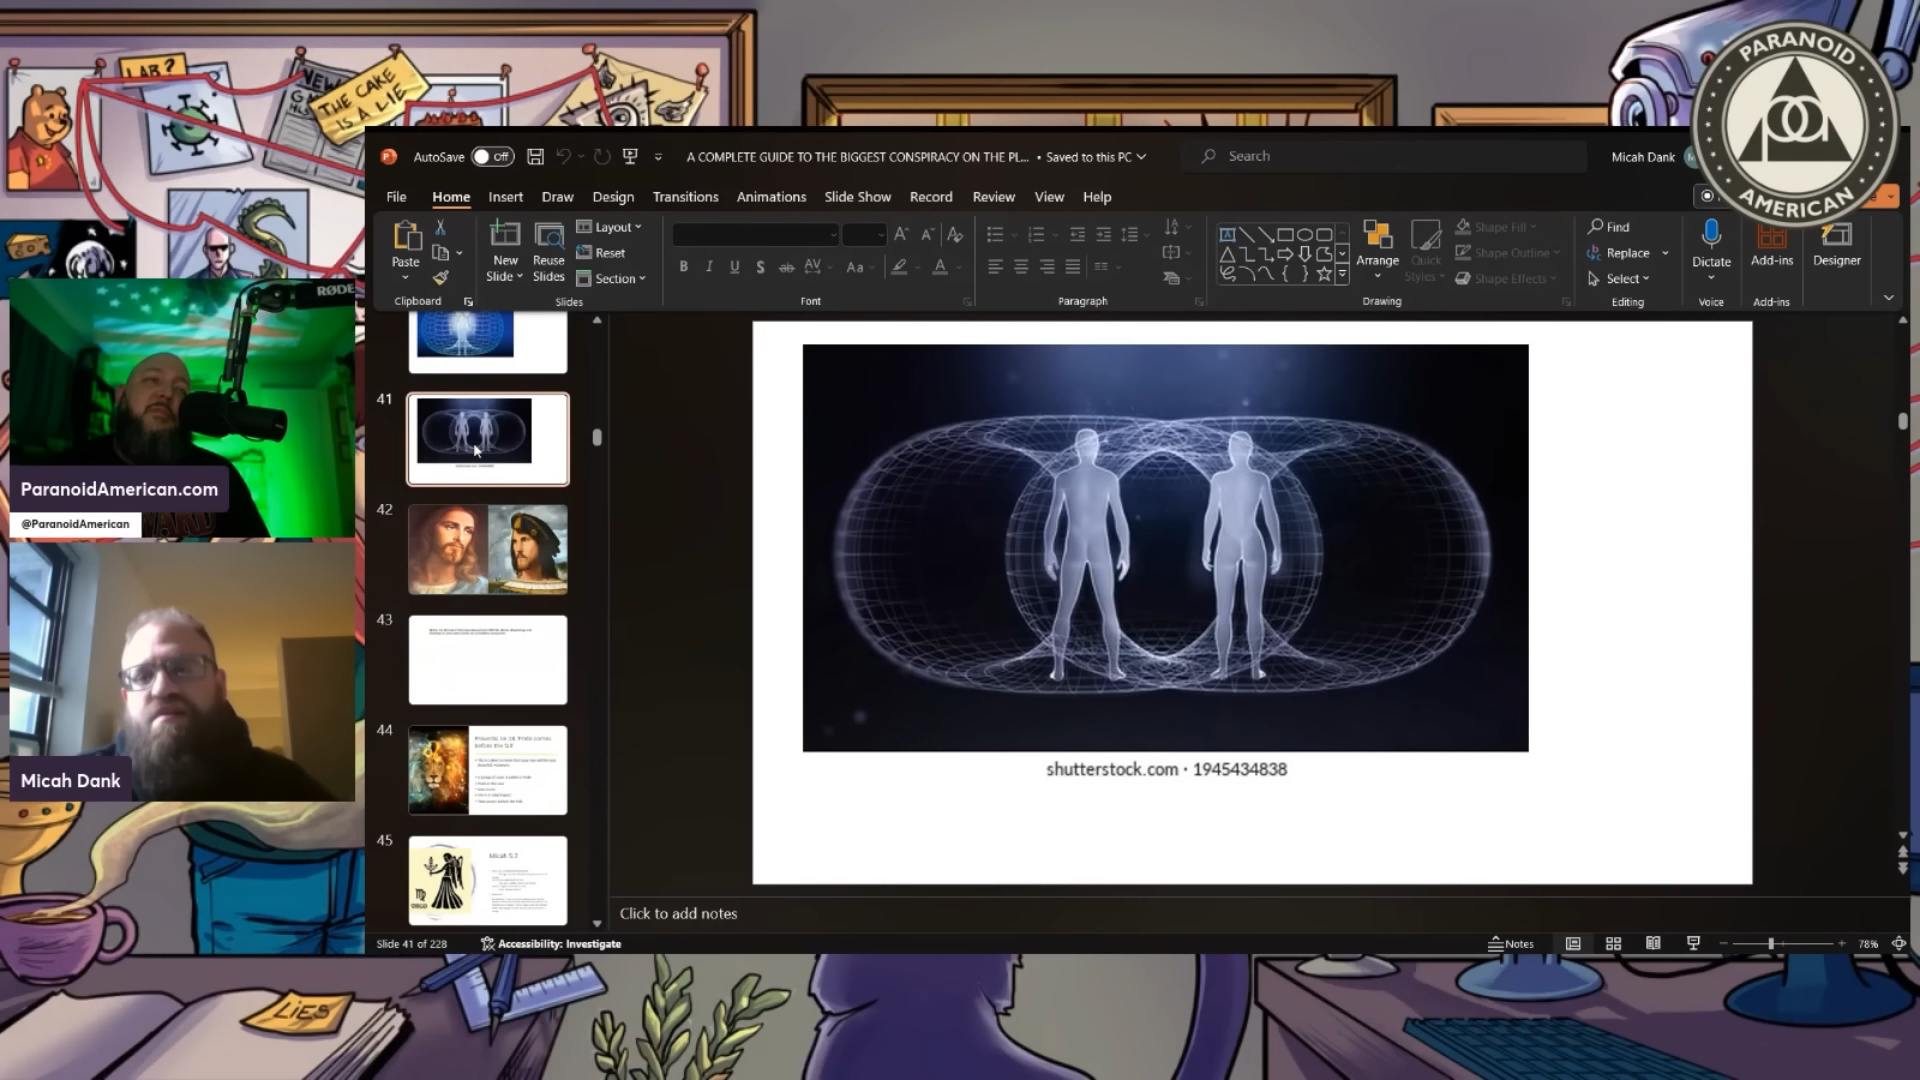 LAB?
NEW
THE CAKE
IS A LIE
PARANOID
AMERICAN
AutoSave
Off
A COMPLETE GUIDE TO THE BIGGEST CONSPIRACY ON THE PL... • Saved to this PC
Search
Micah Dank
File
Home
Insert
Draw
Design
Transitions
Animations
Slide Show
Record
Review
View
Help
Paste
Clipboard
New
Slide
Reuse
Slides
Layout
Reset
Section
Slides
Font
Paragraph
Arrange
Quick
Styles
Shape Fill
Shape Outline
Shape Effects
Drawing
Find
Replace
Select
Editing
Dictate
Voice
Add-ins
Add-ins
Designer
RØDE
ParanoidAmerican.com
@ParanoidAmerican
Micah Dank
41
42
43
44
45
Micah 5:2
shutterstock.com · 1945434838
Click to add notes
Slide 41 of 228
Accessibility: Investigate
Notes
78%
LiES